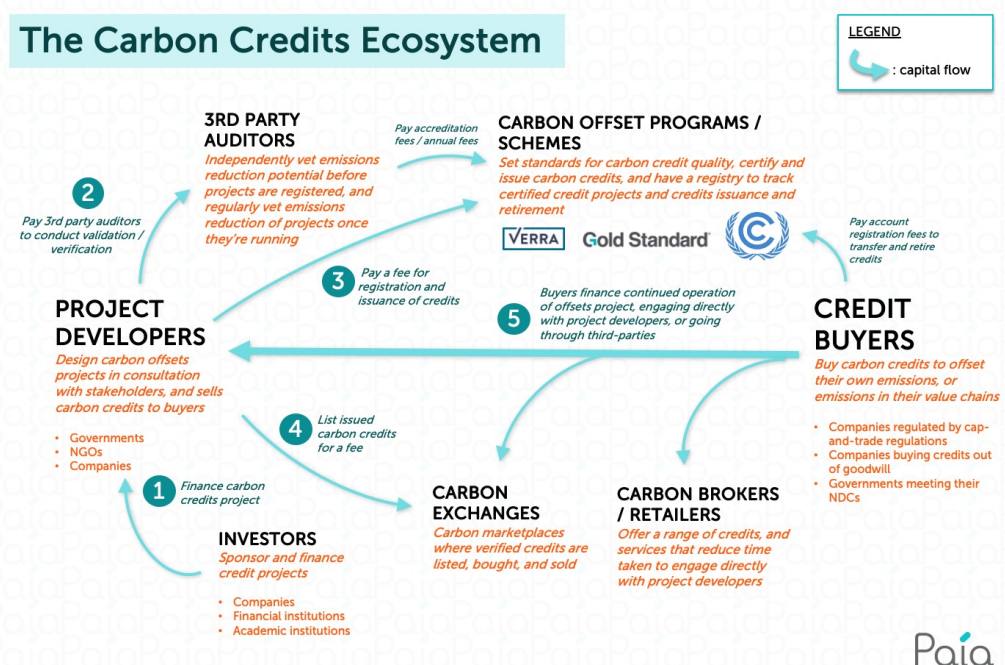 The Carbon Credits Ecosystem
LEGEND
: capital flow
3RD PARTY
AUDITORS
Independently vet emissions
reduction potential before
projects are registered, and
regularly vet emissions
reduction of projects once
they're running
Pay accreditation
fees / annual fees
CARBON OFFSET PROGRAMS /
SCHEMES
Set standards for carbon credit quality, certify and
issue carbon credits, and have a registry to track
certified credit projects and credits issuance and
retirement
VERRA
Gold Standard
Pay account
registration fees to
transfer and retire
credits
2
Pay 3rd party auditors
to conduct validation /
verification
3
Pay a fee for
registration and
issuance of credits
5
Buyers finance continued operation
of offsets project, engaging directly
with project developers, or going
through third-parties
PROJECT
DEVELOPERS
Design carbon offsets
projects in consultation
with stakeholders, and sells
carbon credits to buyers
• Governments
• NGOs
• Companies
CREDIT
BUYERS
Buy carbon credits to offset
their own emissions, or
emissions in their value chains
• Companies regulated by cap-
and-trade regulations
• Companies buying credits out
of goodwill
• Governments meeting their
NDCs
4
List issued
carbon credits
for a fee
1
Finance carbon
credits project
INVESTORS
Sponsor and finance
credit projects
• Companies
• Financial institutions
• Academic institutions
CARBON
EXCHANGES
Carbon marketplaces
where verified credits are
listed, bought, and sold
CARBON BROKERS
/ RETAILERS
Offer a range of credits, and
services that reduce time
taken to engage directly
with project developers
Paia